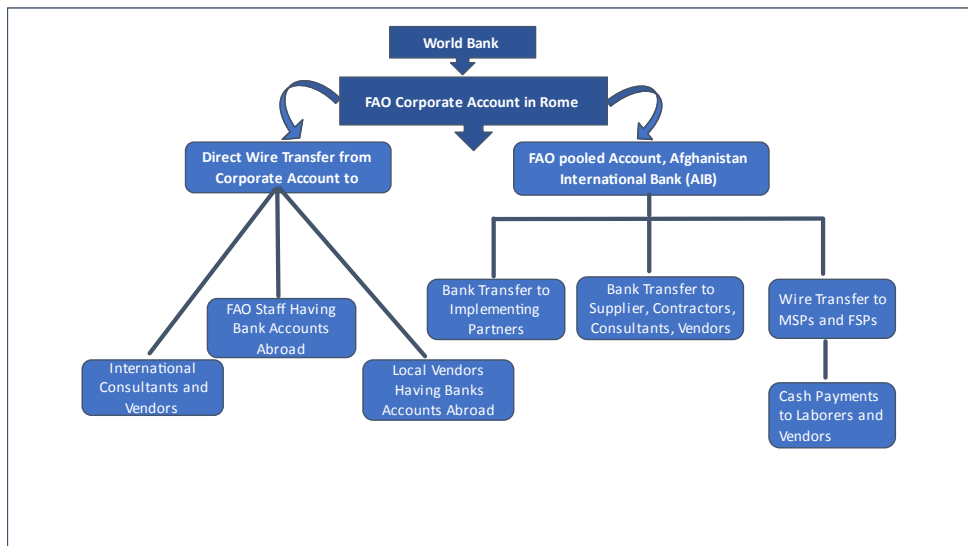 World Bank
FAO Corporate Account in Rome
Direct Wire Transfer from
Corporate Account to
FAO pooled Account, Afghanistan
International Bank (AIB)
FAO Staff Having
Bank Accounts
Abroad
International
Consultants and
Vendors
Local Vendors
Having Banks
Accounts Abroad
Bank Transfer to
Implementing
Partners
Bank Transfer to
Supplier, Contractors,
Consultants, Vendors
Wire Transfer to
MSPs and FSPs
Cash Payments
to Laborers and
Vendors